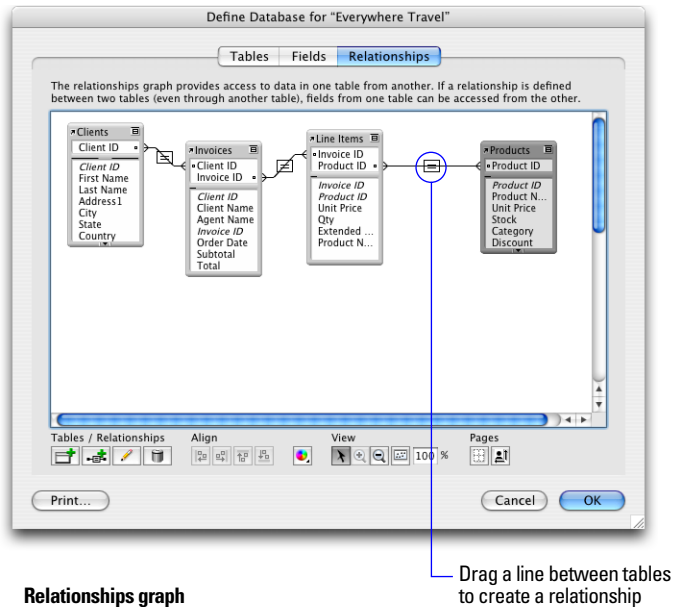 Define Database for “Everywhere Travel”
Tables Fields Relationships
The relationships graph provides access to data in one table from another. If a relationship is defined
between two tables (even through another table), fields from one table can be accessed from the other.
Clients
Client ID
Client ID
First Name
Last Name
Address1
City
State
Country
Invoices
Client ID
Invoice ID
Client ID
Client Name
Agent Name
Invoice ID
Order Date
Subtotal
Total
Line Items
Invoice ID
Product ID
Invoice ID
Product ID
Unit Price
Qty
Extended ...
Product N...
Products
Product ID
Product ID
Product N...
Unit Price
Stock
Category
Discount
Tables / Relationships Align View Pages
100 %
Print... Cancel OK
Drag a line between tables
to create a relationship
Relationships graph